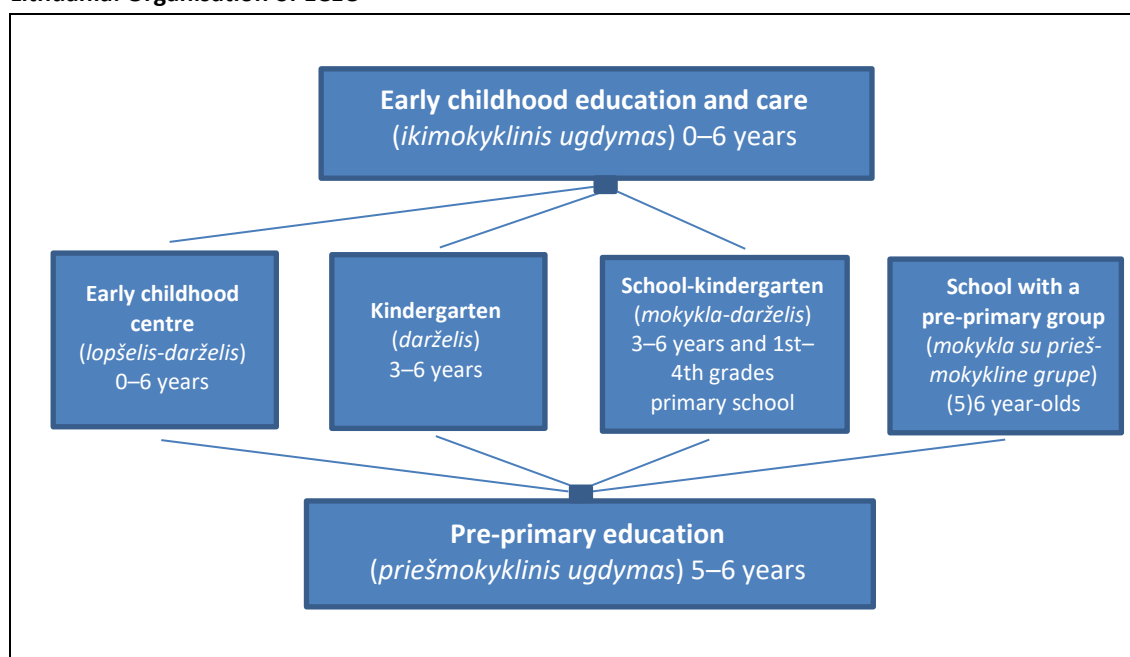 Early childhood education and care
(ikimokyklinis ugdymas) 0–6 years
Early childhood
centre
(lopšelis-darželis)
0–6 years
Kindergarten
(darželis)
3–6 years
School-kindergarten
(mokykla-darželis)
3–6 years and 1st–
4th grades
primary school
School with a
pre-primary group
(mokykla su prieš-
mokykline grupe)
(5)6 year-olds
Pre-primary education
(priešmokyklinis ugdymas) 5–6 years